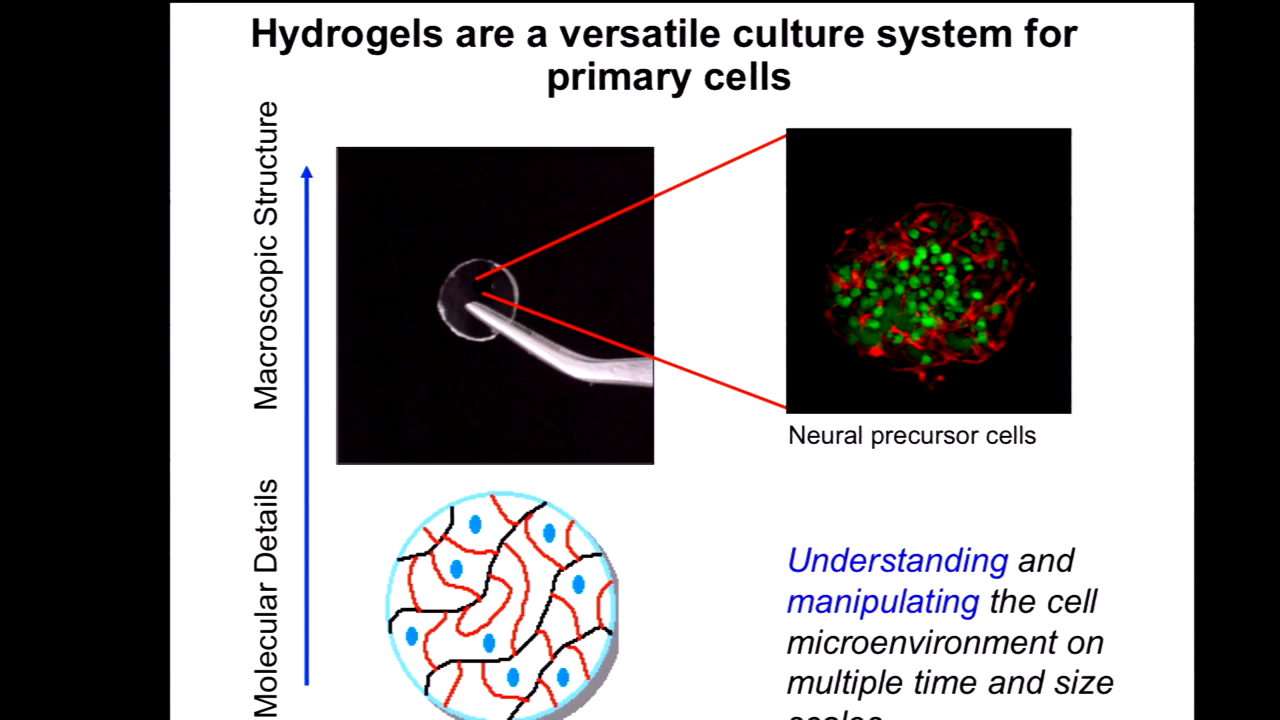 Hydrogels are a versatile culture system for
primary cells
Macroscopic Structure
Neural precursor cells
Molecular Details
Understanding and
manipulating the cell
microenvironment on
multiple time and size
scales